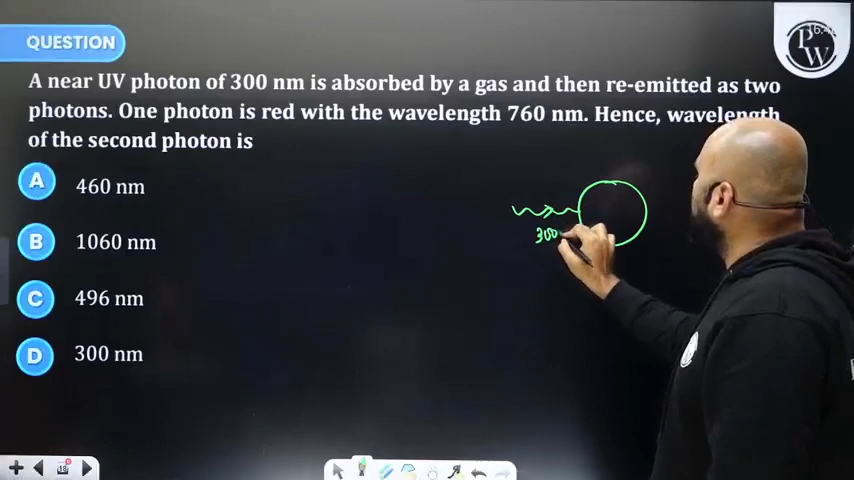 QUESTION
A near UV photon of 300 nm is absorbed by a gas and then re-emitted as two
photons. One photon is red with the wavelength 760 nm. Hence, wavelength
of the second photon is
A 460 nm
B 1060 nm
C 496 nm
D 300 nm
300
PW
18